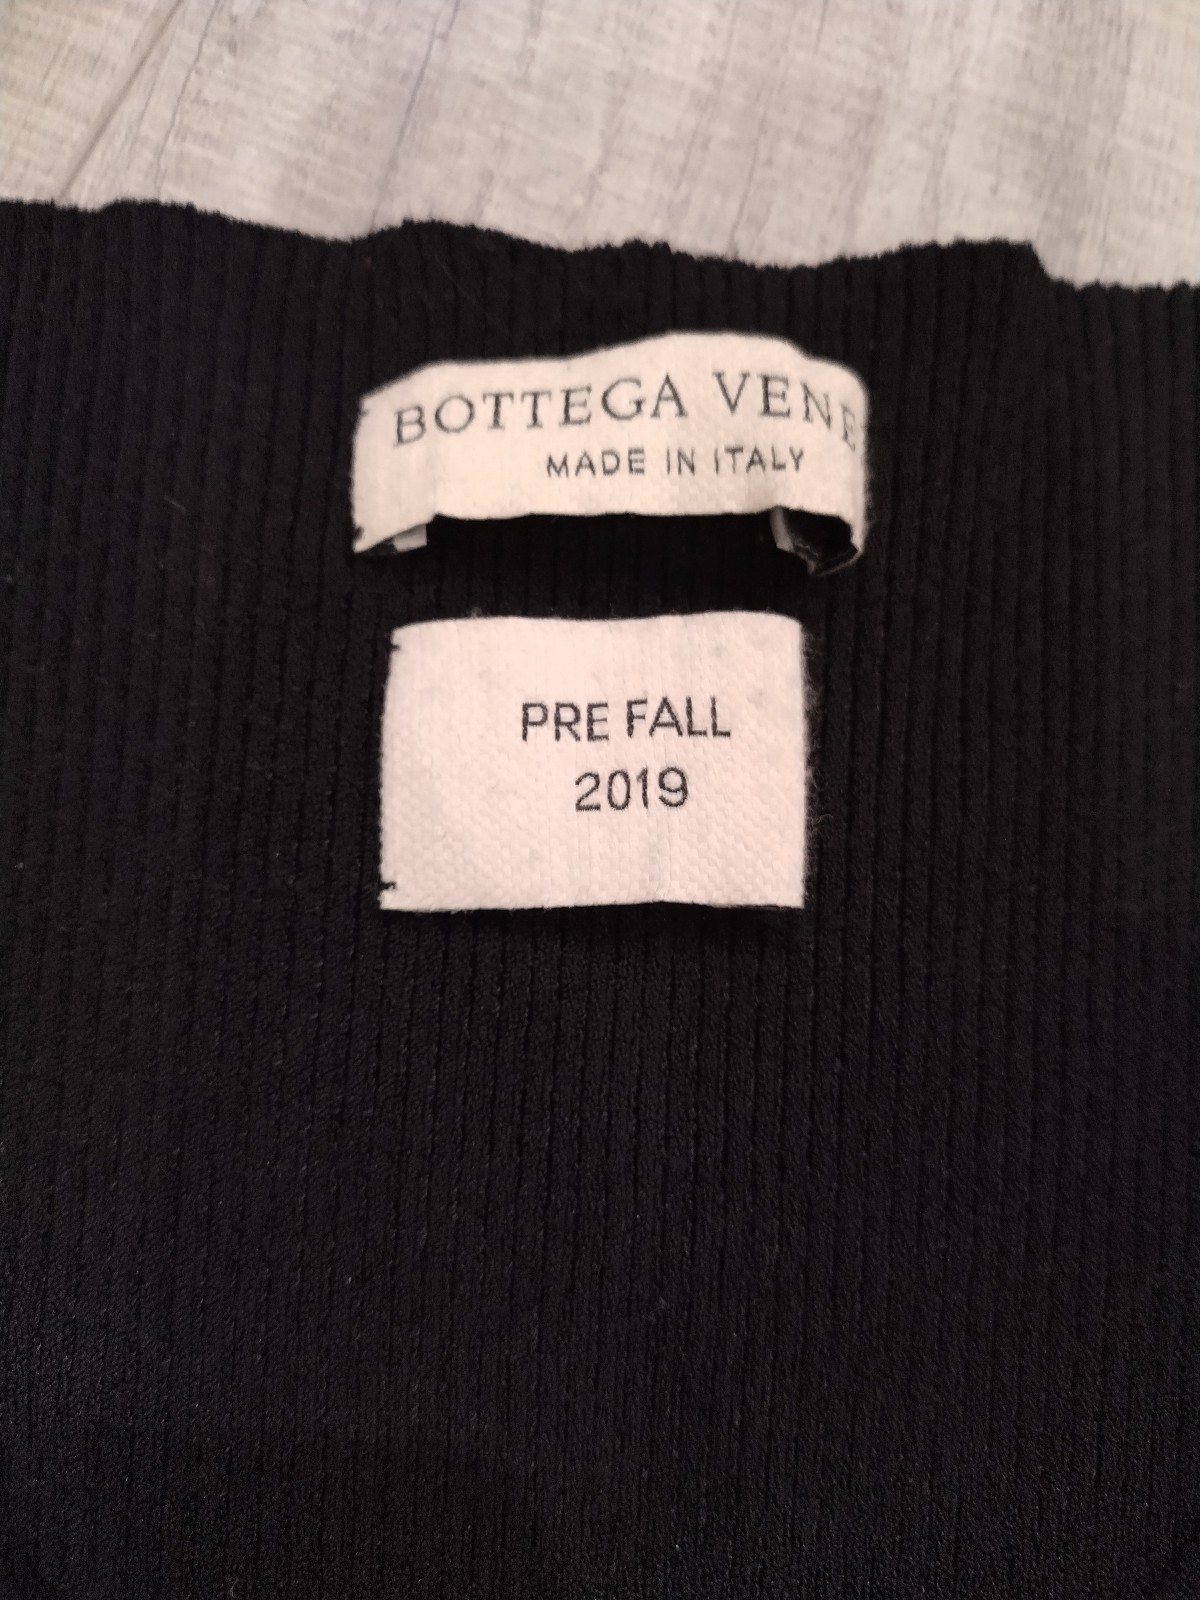 BOTTEGA VENE
MADE IN ITALY
PRE FALL
2019